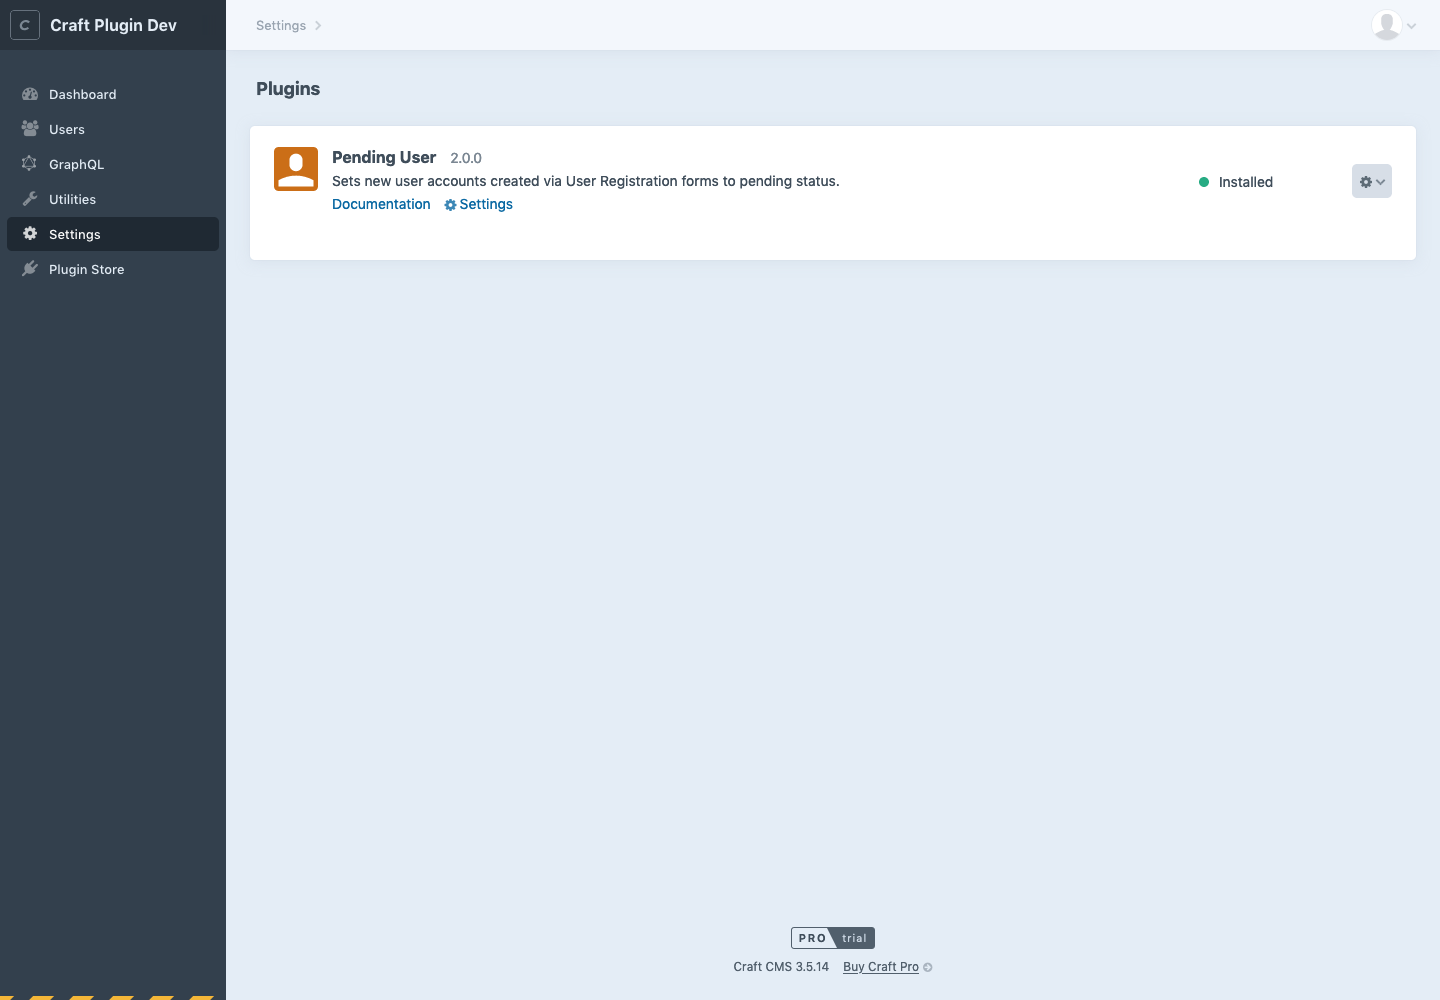 C Craft Plugin Dev
Settings
Dashboard
Users
GraphQL
Utilities
Settings
Plugin Store
Plugins
Pending User 2.0.0
Sets new user accounts created via User Registration forms to pending status.
Documentation Settings
Installed
PRO trial
Craft CMS 3.5.14 Buy Craft Pro